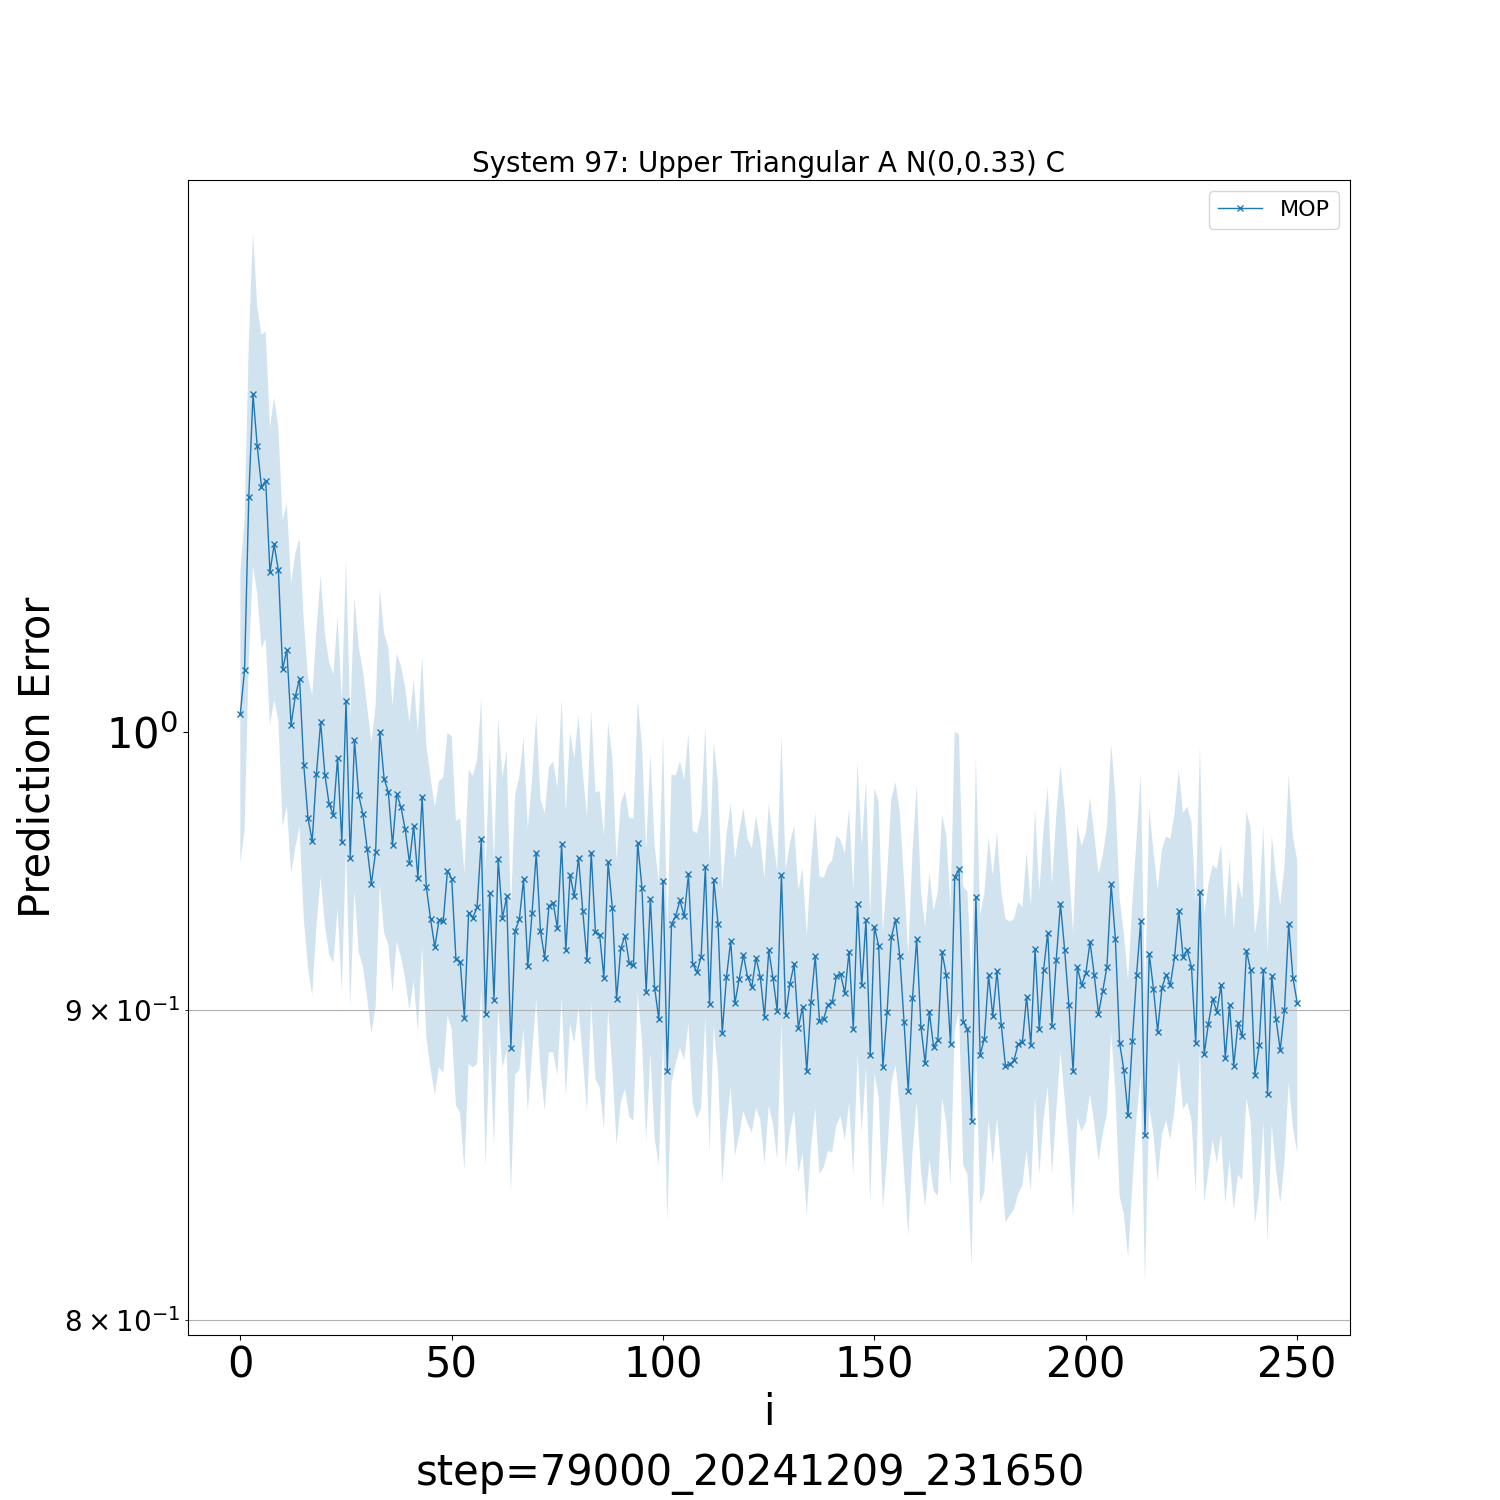 System 97: Upper Triangular A N(0,0.33) C
MOP
Prediction Error
10⁰
9 × 10⁻¹
8 × 10⁻¹
0 50 100 150 200 250
i
step=79000_20241209_231650